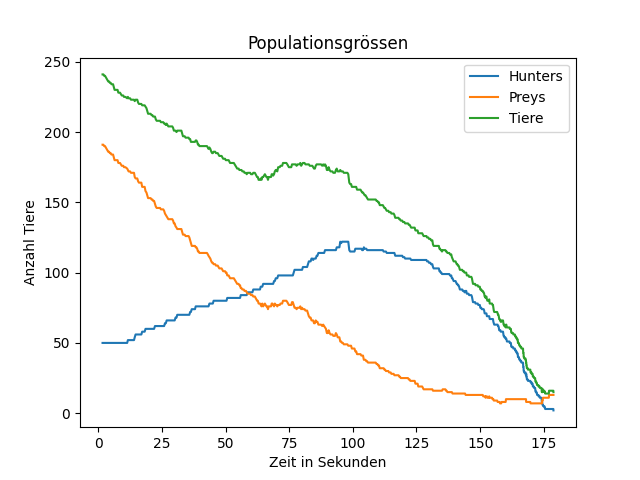 Populationsgrössen
Hunters
Preys
Tiere
Anzahl Tiere
250
200
150
100
50
0
0
25
50
75
100
125
150
175
Zeit in Sekunden